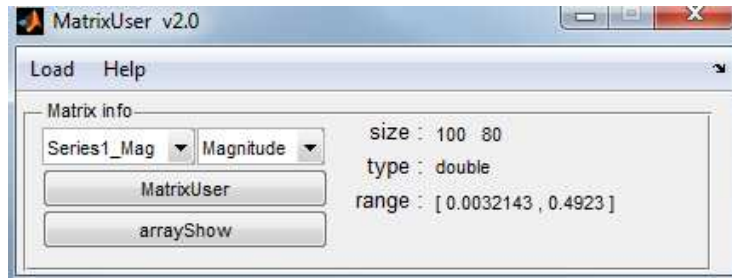 MatrixUser v2.0
Load Help
Matrix info
Series1_Mag Magnitude
MatrixUser
arrayShow
size : 100 80
type : double
range : [ 0.0032143 , 0.4923 ]